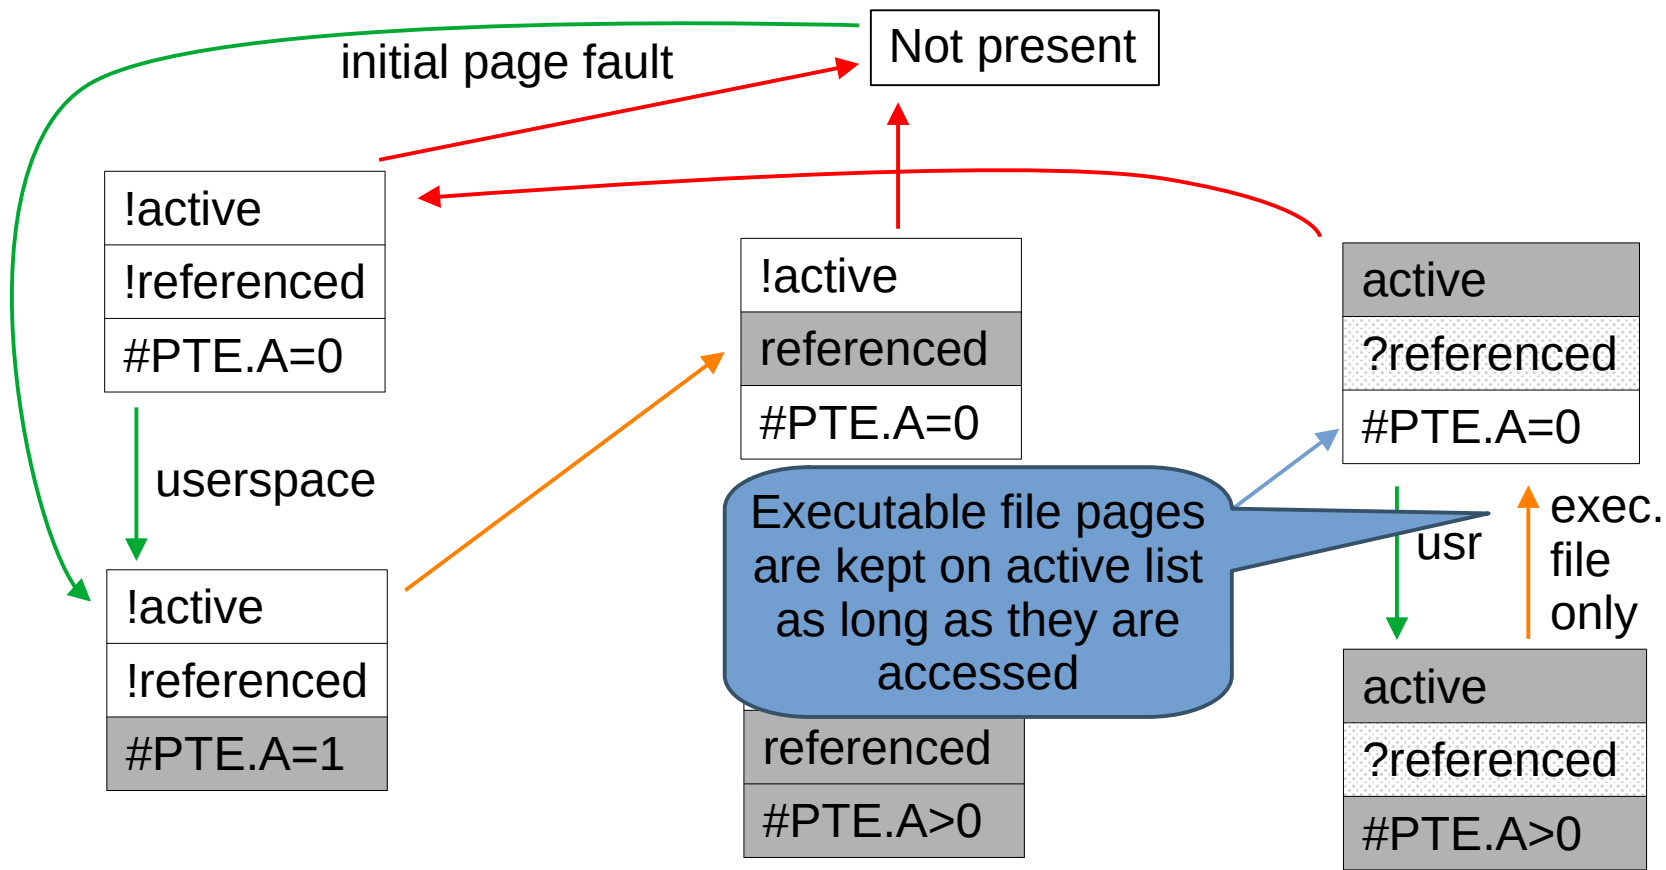 Not present
initial page fault
!active
!referenced
#PTE.A=0
!active
referenced
#PTE.A=0
active
?referenced
#PTE.A=0
userspace
Executable file pages
are kept on active list
as long as they are
accessed
usr
exec.
file
only
!active
!referenced
#PTE.A=1
referenced
#PTE.A>0
active
?referenced
#PTE.A>0